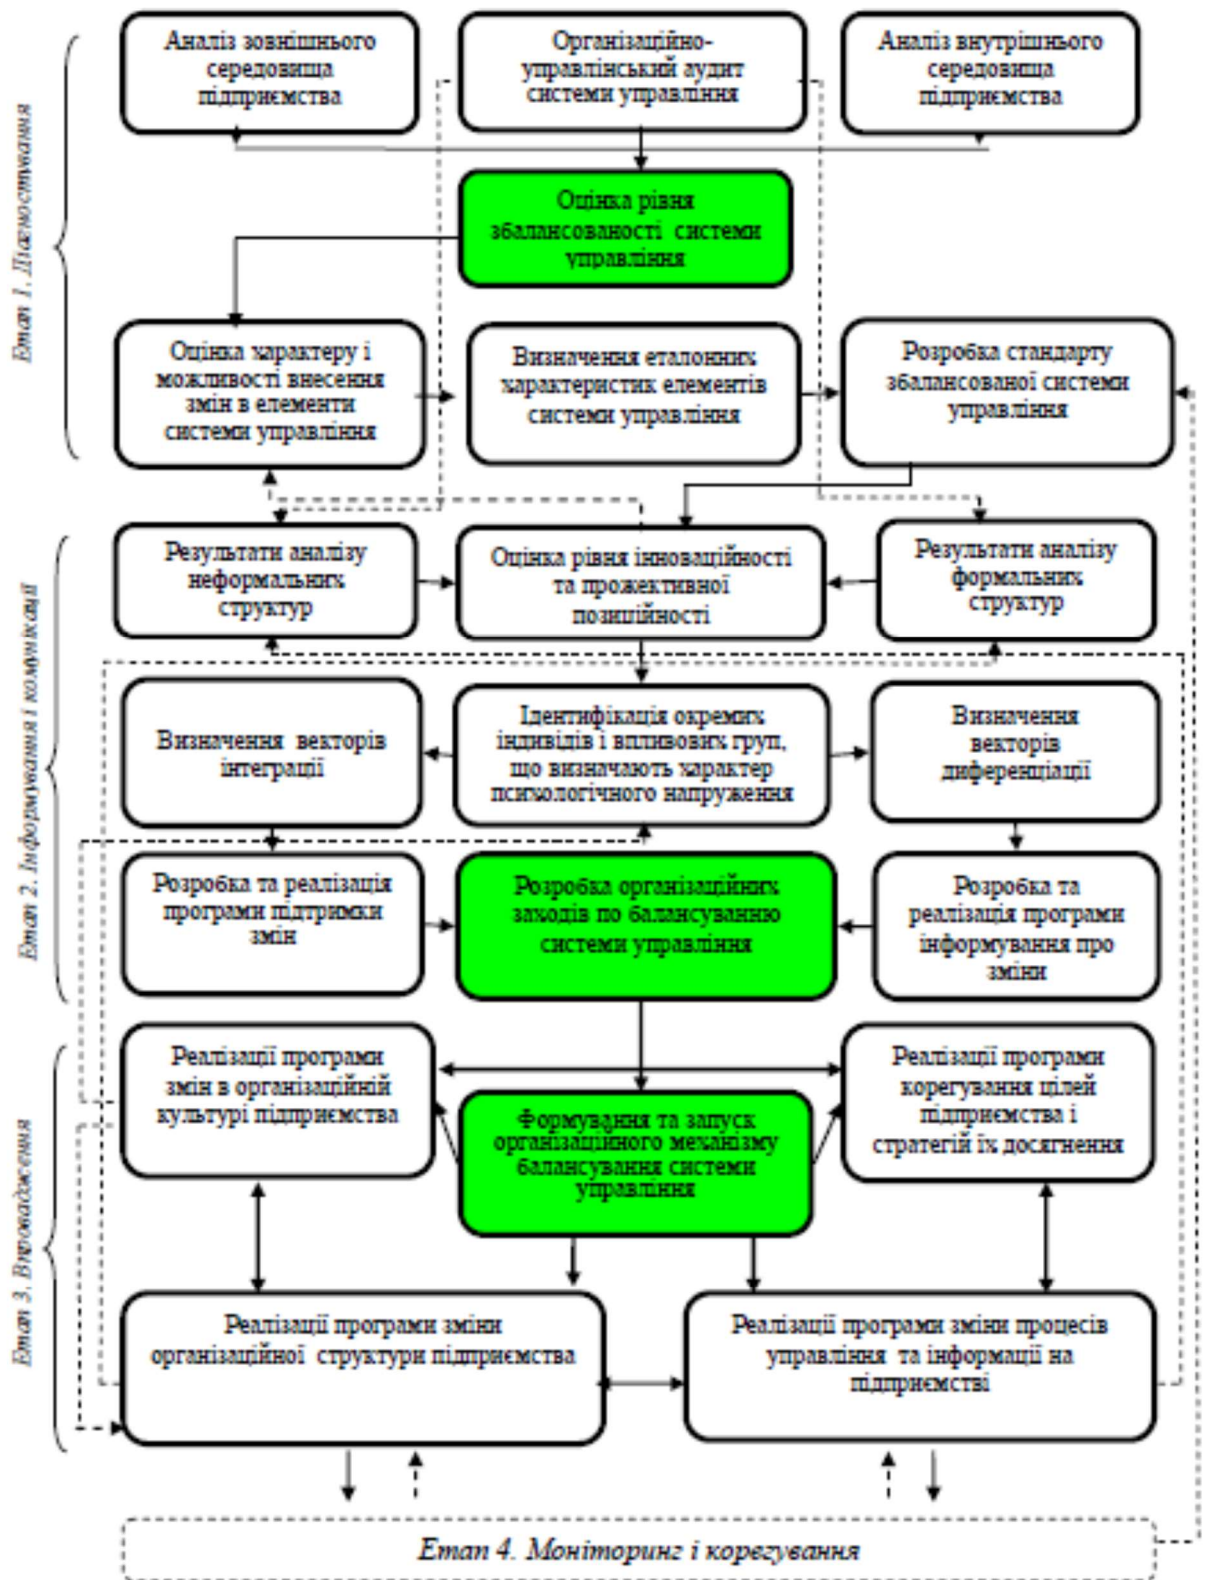 Аналіз зовнішнього
середовища
підприємства
Організаційно-
управлінський аудит
системи управління
Аналіз внутрішнього
середовища
підприємства
Етап 1. Діагностування
Оцінка рівня
збалансованості системи
управління
Оцінка характеру і
можливості внесення
змін в елементи
системи управління
Визначення еталонних
характеристик елементів
системи управління
Розробка стандарту
збалансованої системи
управління
Етап 2. Інформування і комунікації
Результати аналізу
неформальних
структур
Оцінка рівня інноваційності
та прожективної
позиційності
Результати аналізу
формальних
структур
Визначення векторів
інтеграції
Ідентифікація окремих
індивідів і впливових груп,
що визначають характер
психологічного напруження
Визначення
векторів
диференціації
Розробка та реалізація
програми підтримки
змін
Розробка організаційних
заходів по балансуванню
системи управління
Розробка та
реалізація програми
інформування про
зміни
Етап 3. Впровадження
Реалізації програми
змін в організаційній
культурі підприємства
Формування та запуск
організаційного механізму
балансування системи
управління
Реалізації програми
корегування цілей
підприємства і
стратегій їх досягнення
Реалізації програми зміни
організаційної структури підприємства
Реалізації програми зміни процесів
управління та інформації на
підприємстві
Етап 4. Моніторинг і корегування